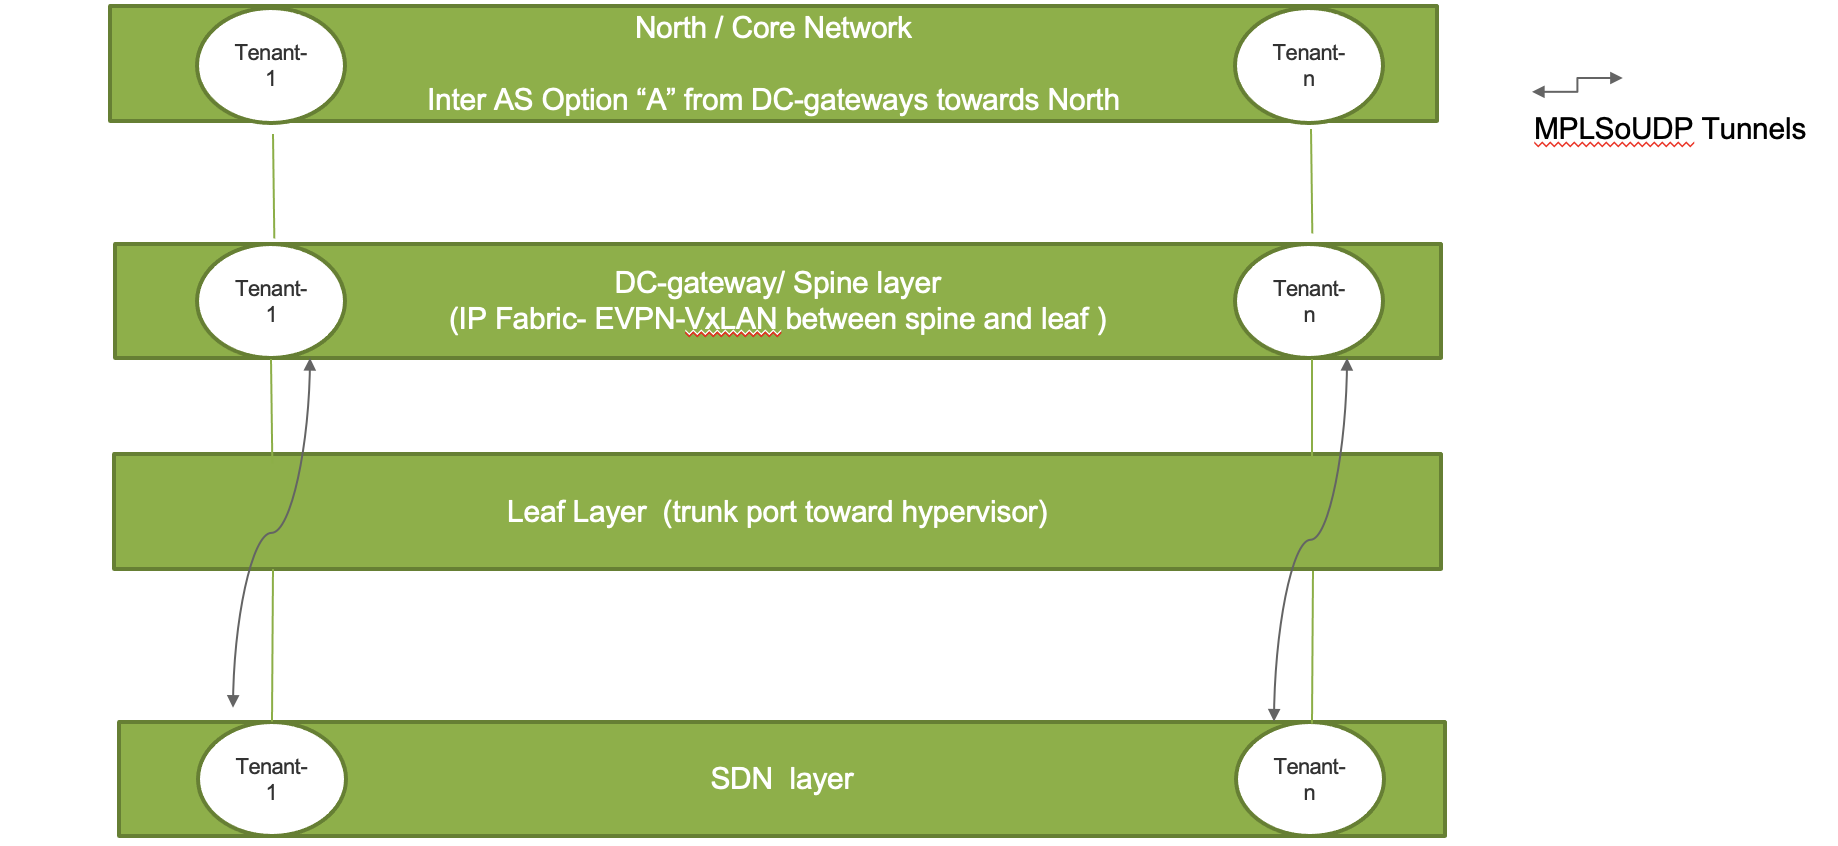 North / Core Network
Tenant-
1
Tenant-
n
Inter AS Option “A” from DC-gateways towards North
MPLSoUDP Tunnels
DC-gateway/ Spine layer
Tenant-
1
Tenant-
n
(IP Fabric- EVPN-VxLAN between spine and leaf )
Leaf Layer  (trunk port toward hypervisor)
Tenant-
1
SDN  layer
Tenant-
n